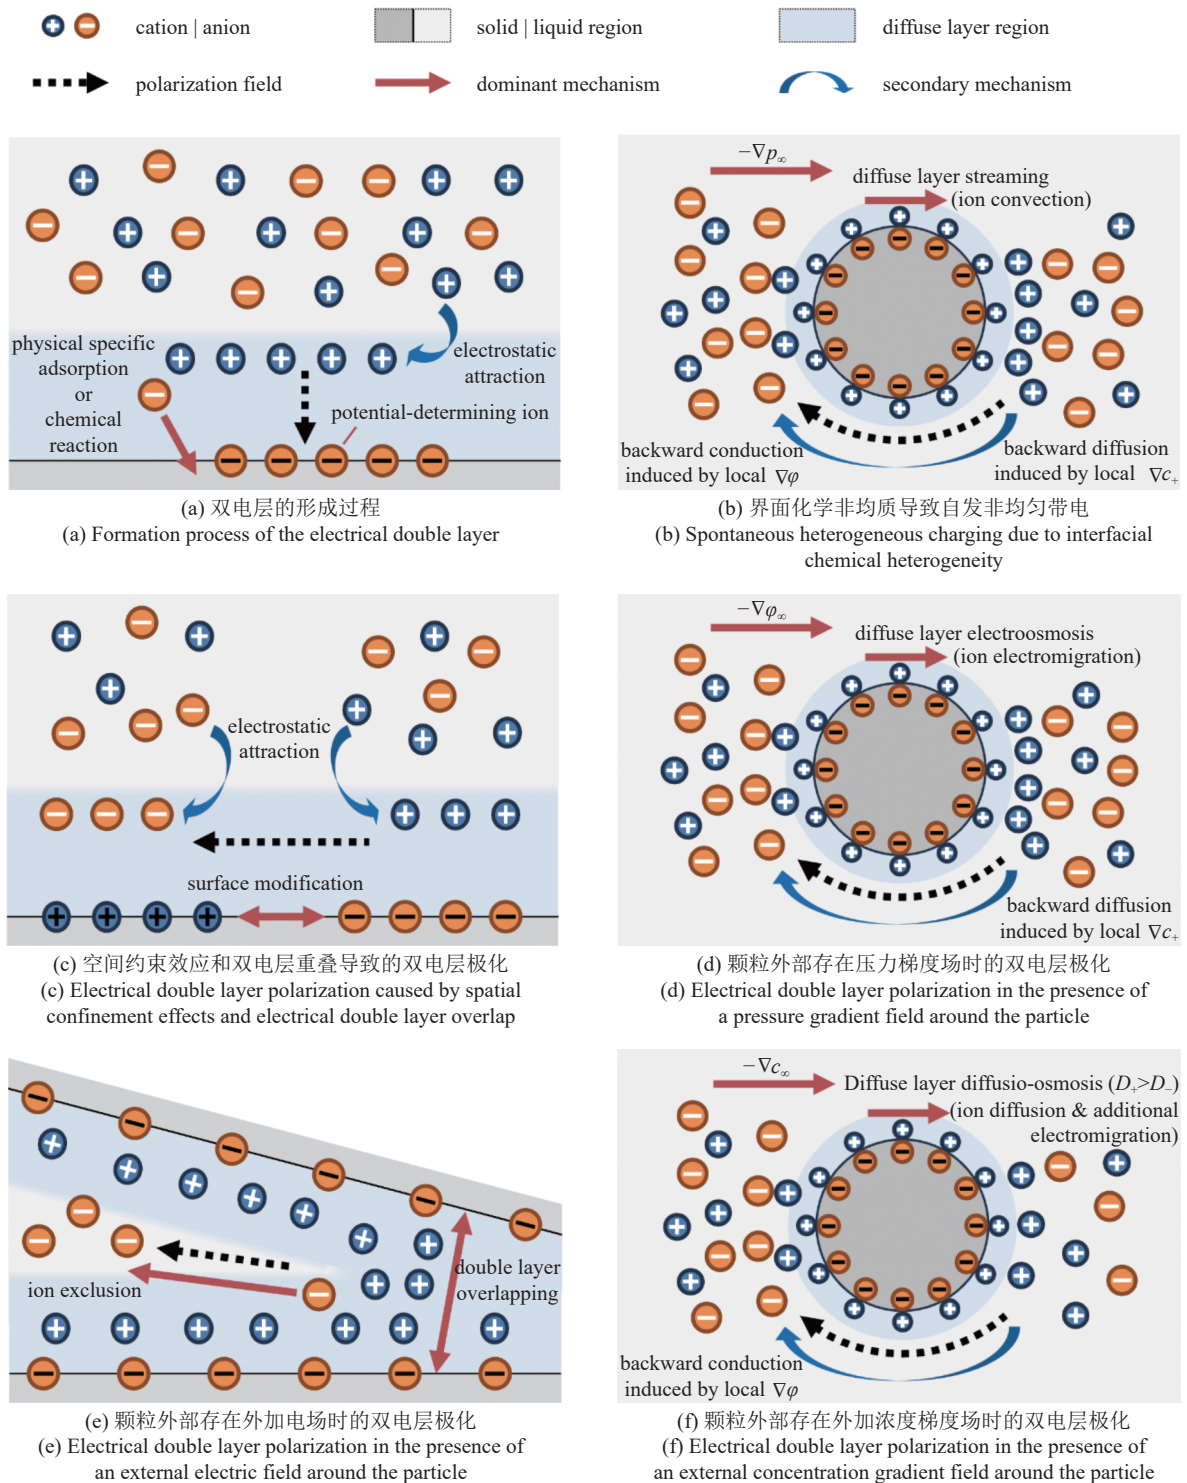 cation | anion
solid | liquid region
diffuse layer region
polarization field
dominant mechanism
secondary mechanism
physical specific
adsorption
or
chemical
reaction
electrostatic
attraction
potential-determining ion
(a) 双电层的形成过程
(a) Formation process of the electrical double layer
−∇p∞
diffuse layer streaming
(ion convection)
backward conduction
induced by local ∇φ
backward diffusion
induced by local ∇c₊
(b) 界面化学非均质导致自发非均匀带电
(b) Spontaneous heterogeneous charging due to interfacial
chemical heterogeneity
electrostatic
attraction
surface modification
(c) 空间约束效应和双电层重叠导致的双电层极化
(c) Electrical double layer polarization caused by spatial
confinement effects and electrical double layer overlap
−∇φ∞
diffuse layer electroosmosis
(ion electromigration)
backward diffusion
induced by local ∇c₊
(d) 颗粒外部存在压力梯度场时的双电层极化
(d) Electrical double layer polarization in the presence of
a pressure gradient field around the particle
ion exclusion
double layer
overlapping
(e) 颗粒外部存在外加电场时的双电层极化
(e) Electrical double layer polarization in the presence of
an external electric field around the particle
−∇c∞
Diffuse layer diffusio-osmosis (D₊>D₋)
(ion diffusion & additional
electromigration)
backward conduction
induced by local ∇φ
(f) 颗粒外部存在外加浓度梯度场时的双电层极化
(f) Electrical double layer polarization in the presence of
an external concentration gradient field around the particle